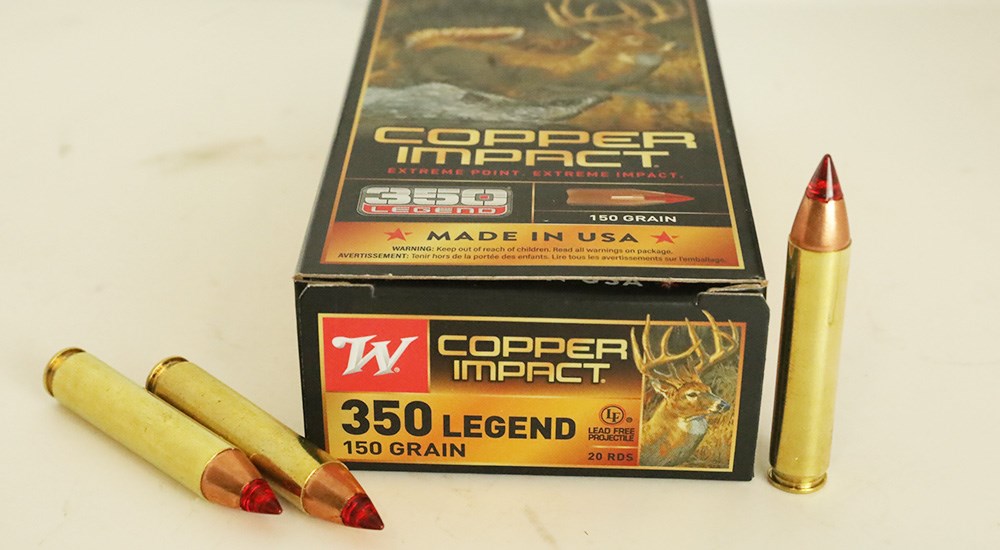 COPPER
IMPACT
EXTREME POINT. EXTREME IMPACT.
350
LEGEND
150 GRAIN
MADE IN USA
WARNING: Keep out of reach of children. Read all warnings on package.
AVERTISSEMENT: Tenir hors de la portée des enfants. Lire tous les avertissements sur l'emballage.
USA
W
COPPER
IMPACT
350 LEGEND
150 GRAIN
LF
LEAD FREE
PROJECTILE
20 RDS